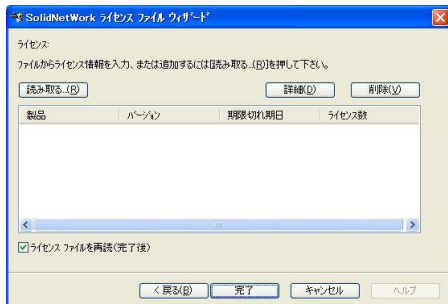 SolidNetWork ライセンス ファイル ウィザード
ライセンス:
ファイルからライセンス情報を入力、または追加するには[読み取る...(R)]を押して下さい。
読み取る...(R) 詳細(D) 削除(V)
製品 バージョン 期限切れ期日 ライセンス数
ライセンス ファイルを再読(完了後)
< 戻る(B) 完了 キャンセル ヘルプ